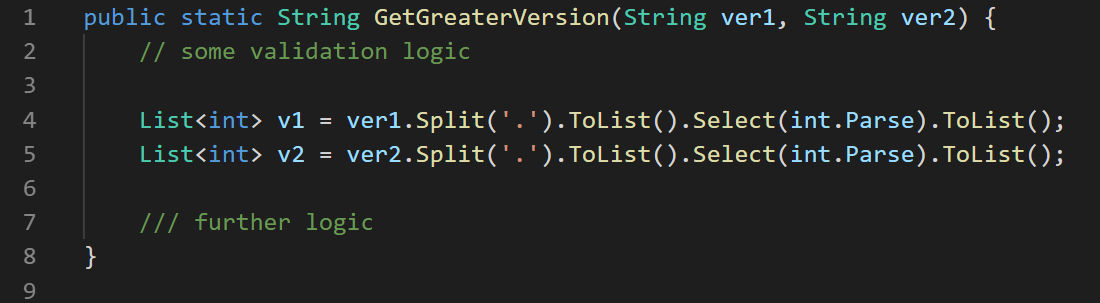 1 public static String GetGreaterVersion(String ver1, String ver2) {
2 // some validation logic
3
4 List<int> v1 = ver1.Split('.').ToList().Select(int.Parse).ToList();
5 List<int> v2 = ver2.Split('.').ToList().Select(int.Parse).ToList();
6
7 /// further logic
8 }
9